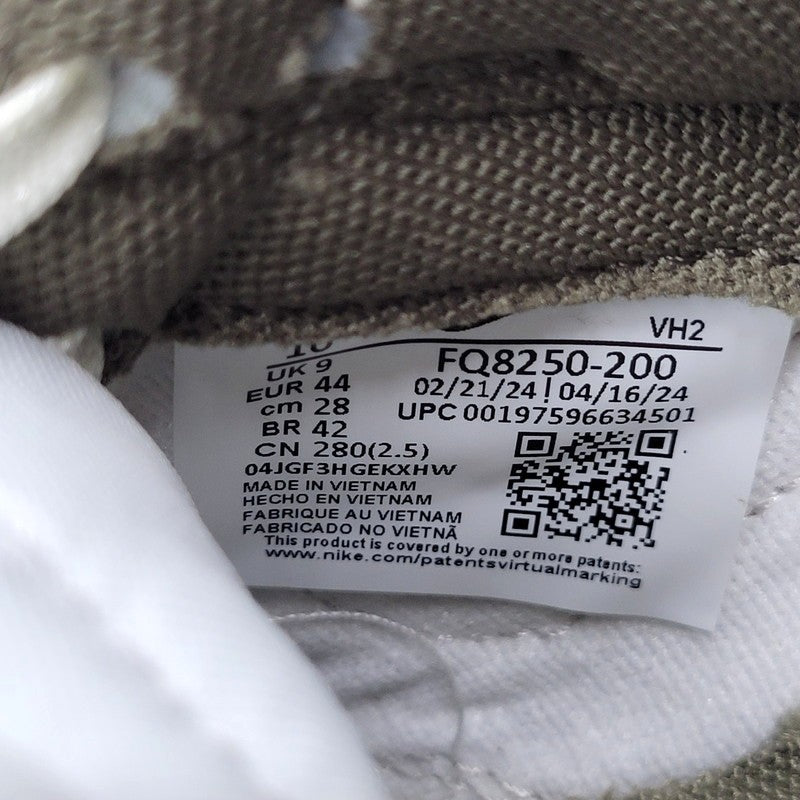 VH2
10
UK 9
EUR 44
cm 28
BR 42
CN 280(2.5)
04JGF3HGEKXHW
MADE IN VIETNAM
HECHO EN VIETNAM
FABRIQUE AU VIETNAM
FABRICADO NO VIETNÃ
FQ8250-200
02/21/24 | 04/16/24
UPC 00197596634501
This product is covered by one or more patents:
www.nike.com/patentsvirtualmarking